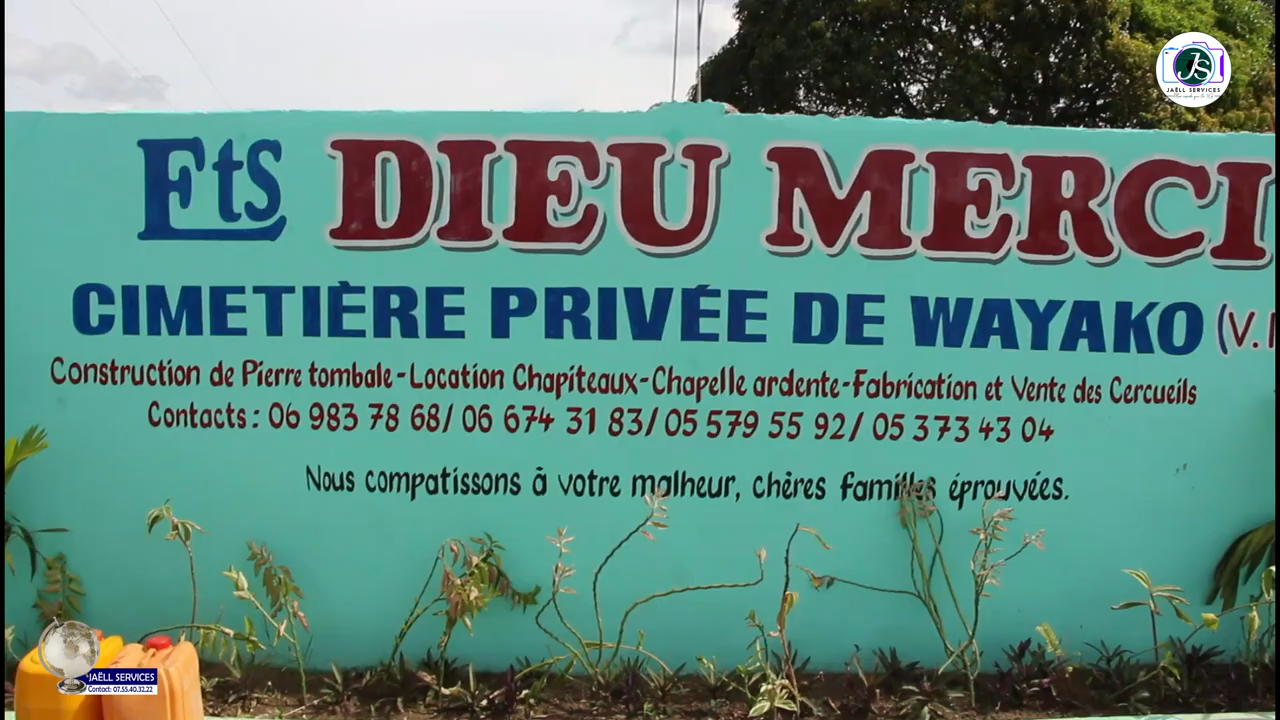 Ets DIEU MERCI
CIMETIÈRE PRIVÉE DE WAYAKO (V.
Construction de Pierre tombale-Location Chapiteaux-Chapelle ardente-Fabrication et Vente des Cercueils
Contacts: 06 983 78 68/ 06 674 31 83/ 05 579 55 92/ 05 373 43 04
Nous compatissons à votre malheur, chères familles éprouvées.
JS
JAËLL SERVICES
JAËLL SERVICES
Contact: 07.55.40.32.22